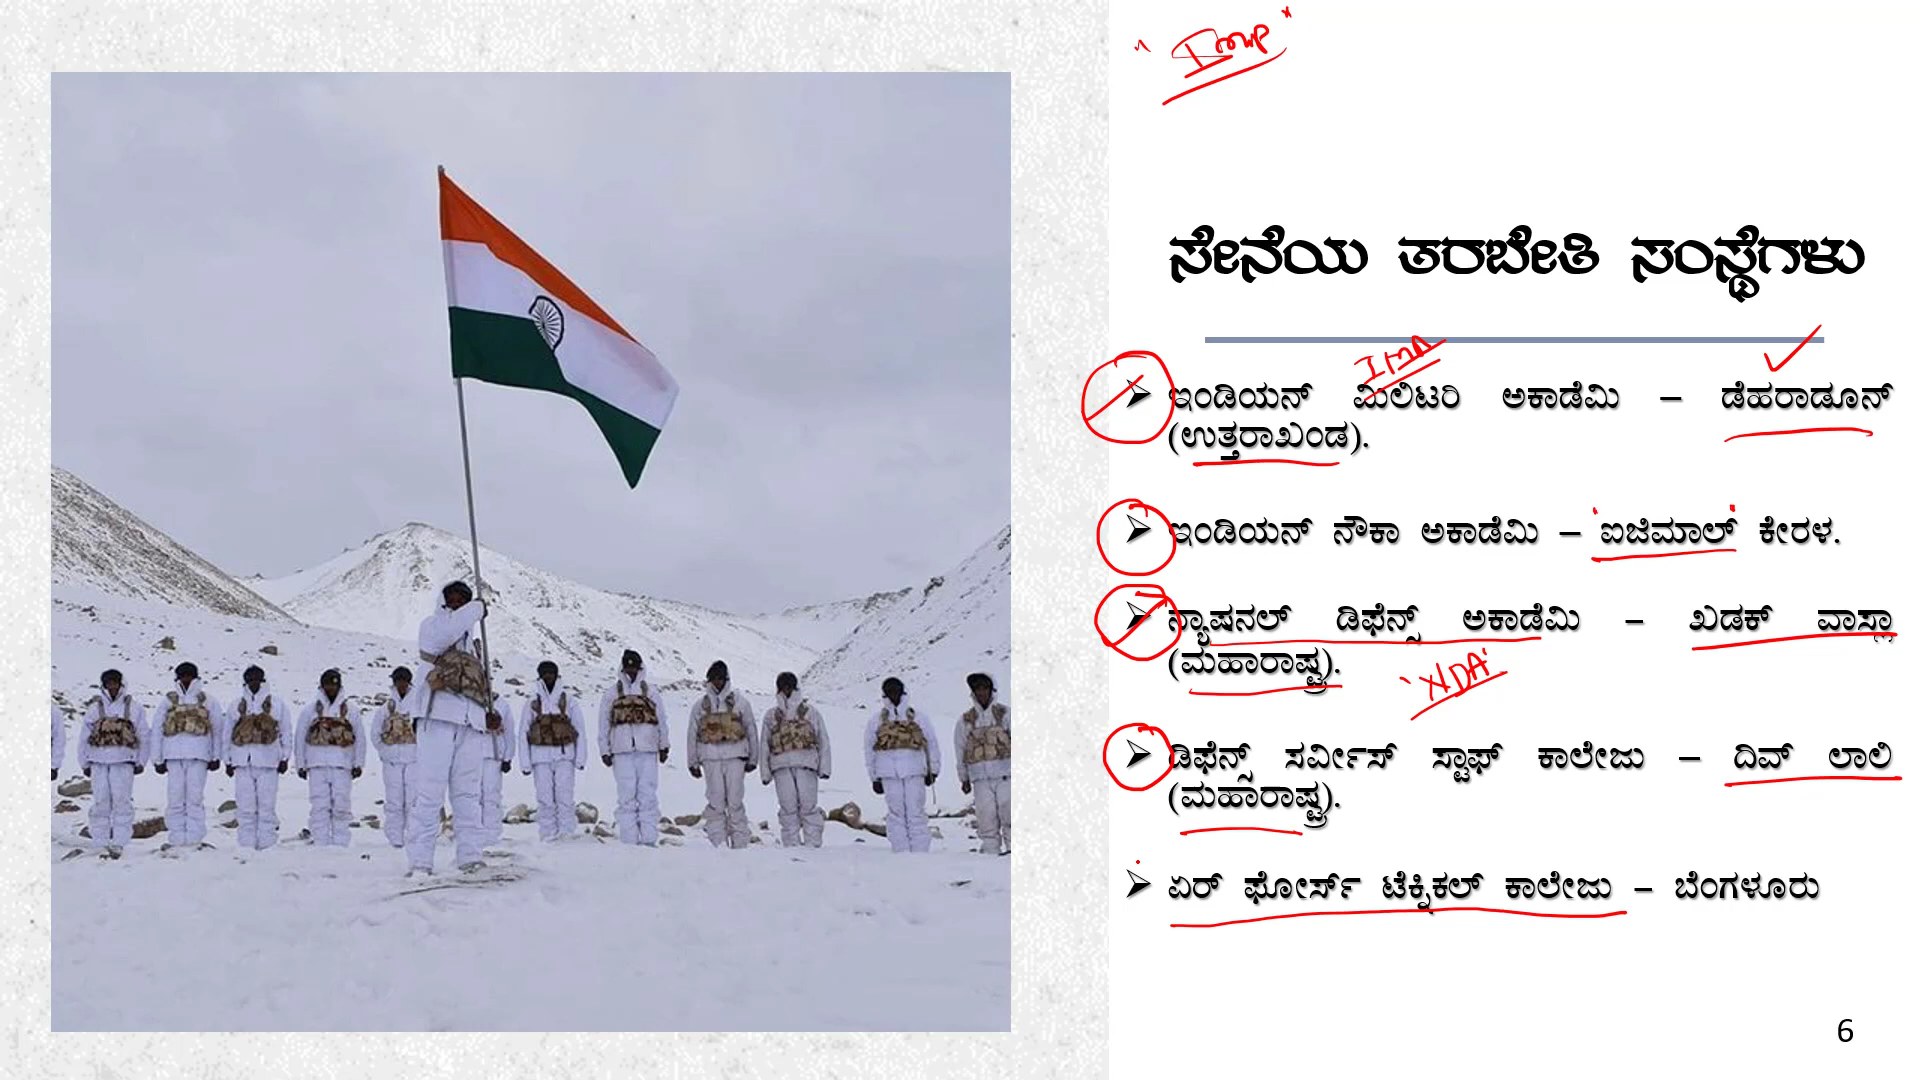 " Imp "
ಸೇನೆಯ ತರಬೇತಿ ಸಂಸ್ಥೆಗಳು
IMA
➢ ಇಂಡಿಯನ್ ಮಿಲಿಟರಿ ಅಕಾಡೆಮಿ – ಡೆಹರಾಡೂನ್
(ಉತ್ತರಾಖಂಡ).
➢ ಇಂಡಿಯನ್ ನೌಕಾ ಅಕಾಡೆಮಿ – ಐಜಿಮಾಲ್ ಕೇರಳ.
➢ ನ್ಯಾಷನಲ್ ಡಿಫೆನ್ಸ್ ಅಕಾಡೆಮಿ – ಖಡಕ್ ವಾಸ್ಲಾ
(ಮಹಾರಾಷ್ಟ್ರ).
'NDA'
➢ ಡಿಫೆನ್ಸ್ ಸರ್ವೀಸ್ ಸ್ಟಾಫ್ ಕಾಲೇಜು – ದಿವ್ ಲಾಲಿ
(ಮಹಾರಾಷ್ಟ್ರ).
➢ ಏರ್ ಫೋರ್ಸ್ ಟೆಕ್ನಿಕಲ್ ಕಾಲೇಜು – ಬೆಂಗಳೂರು
6